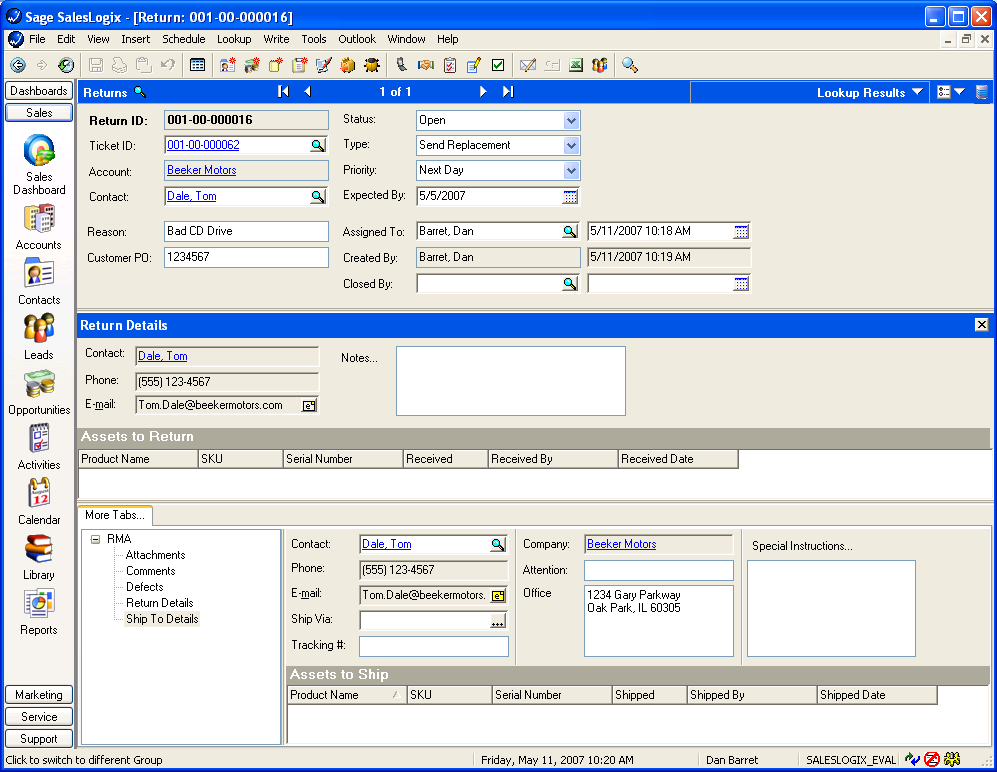 Sage SalesLogix - [Return: 001-00-000016]
File Edit View Insert Schedule Lookup Write Tools Outlook Window Help
Dashboards
Sales
Sales Dashboard
Accounts
Contacts
Leads
Opportunities
Activities
August 12
Calendar
Library
Reports
Marketing
Service
Support
Returns 1 of 1 Lookup Results
Return ID: 001-00-000016 Status: Open
Ticket ID: 001-00-000062 Type: Send Replacement
Account: Beeker Motors Priority: Next Day
Contact: Dale, Tom Expected By: 5/5/2007
Reason: Bad CD Drive Assigned To: Barret, Dan 5/11/2007 10:18 AM
Customer PO: 1234567 Created By: Barret, Dan 5/11/2007 10:19 AM
Closed By:
Return Details
Contact: Dale, Tom Notes...
Phone: (555) 123-4567
E-mail: Tom.Dale@beekermotors.com
Assets to Return
Product Name SKU Serial Number Received Received By Received Date
More Tabs...
RMA
Attachments
Comments
Defects
Return Details
Ship To Details
Contact: Dale, Tom Company: Beeker Motors Special Instructions...
Phone: (555) 123-4567 Attention:
E-mail: Tom.Dale@beekermotors. Office 1234 Gary Parkway
Oak Park, IL 60305
Ship Via: ...
Tracking #:
Assets to Ship
Product Name SKU Serial Number Shipped Shipped By Shipped Date
Click to switch to different Group Friday, May 11, 2007 10:20 AM Dan Barret SALESLOGIX_EVAL